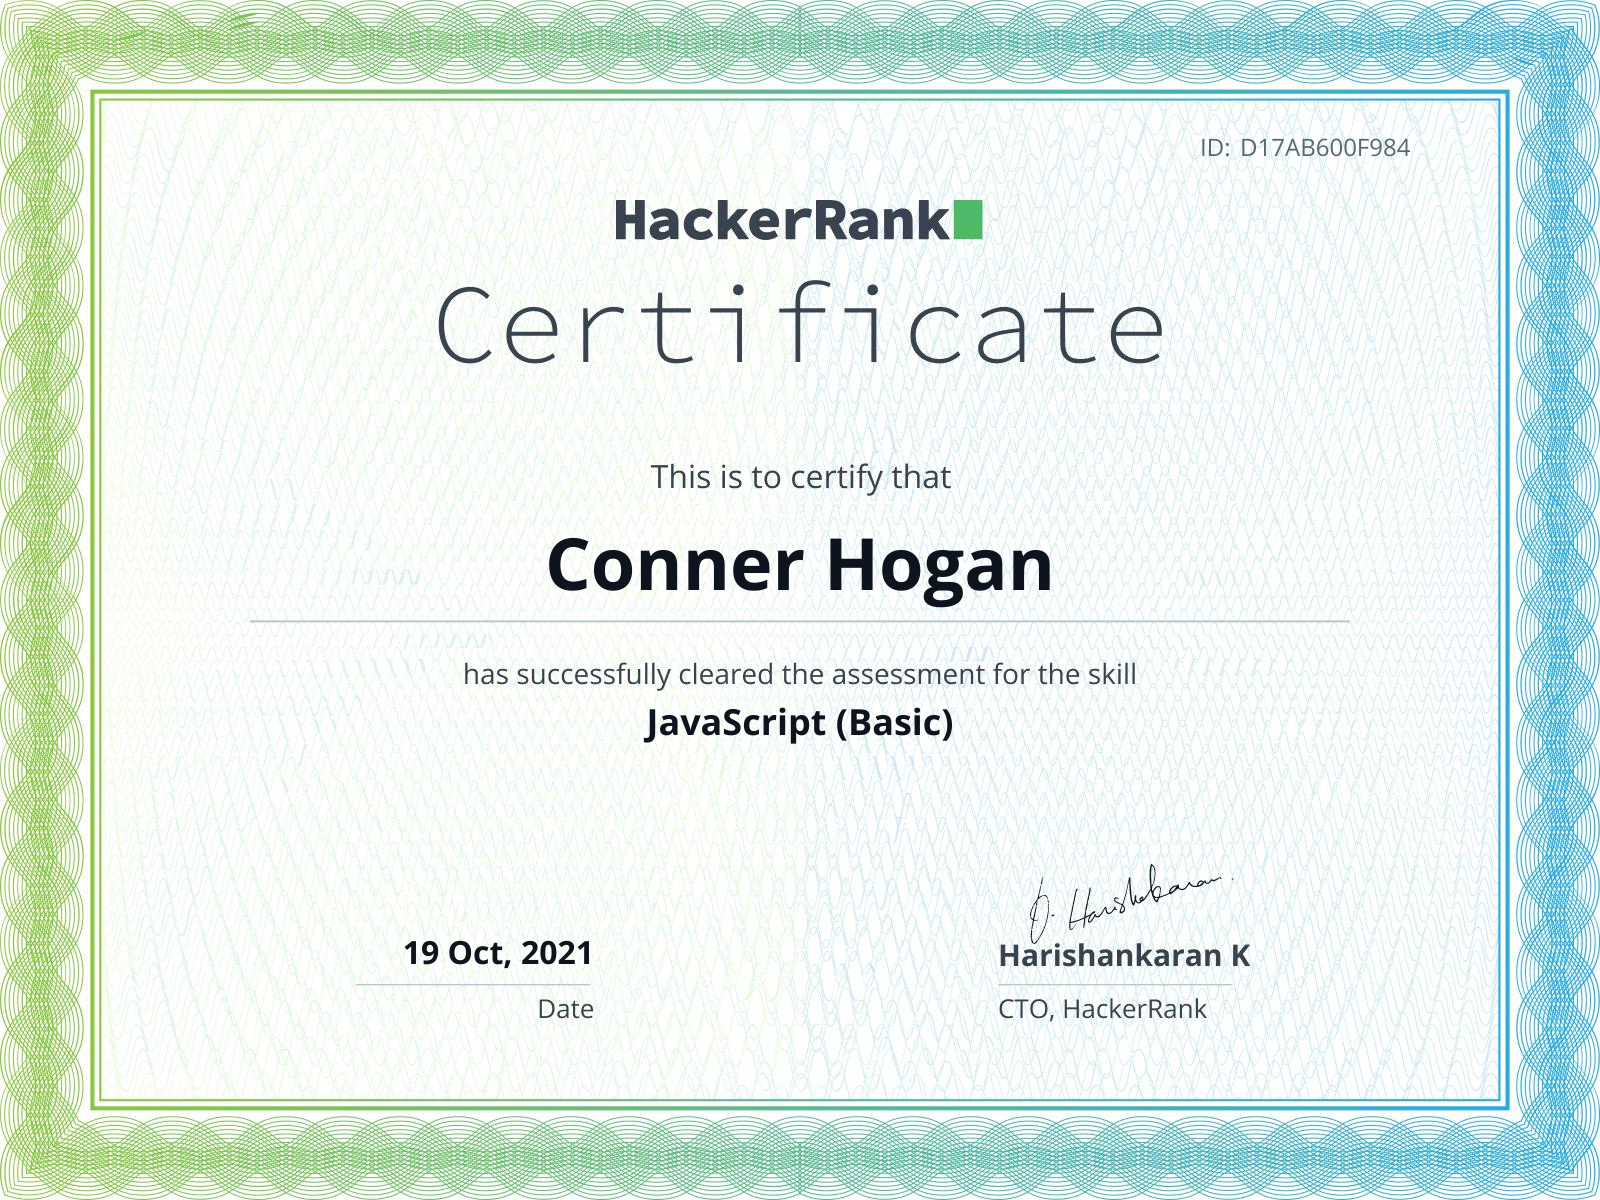 ID: D17AB600F984
HackerRank
Certificate
This is to certify that
Conner Hogan
has successfully cleared the assessment for the skill
JavaScript (Basic)
19 Oct, 2021
Date
Harishankaran K
CTO, HackerRank